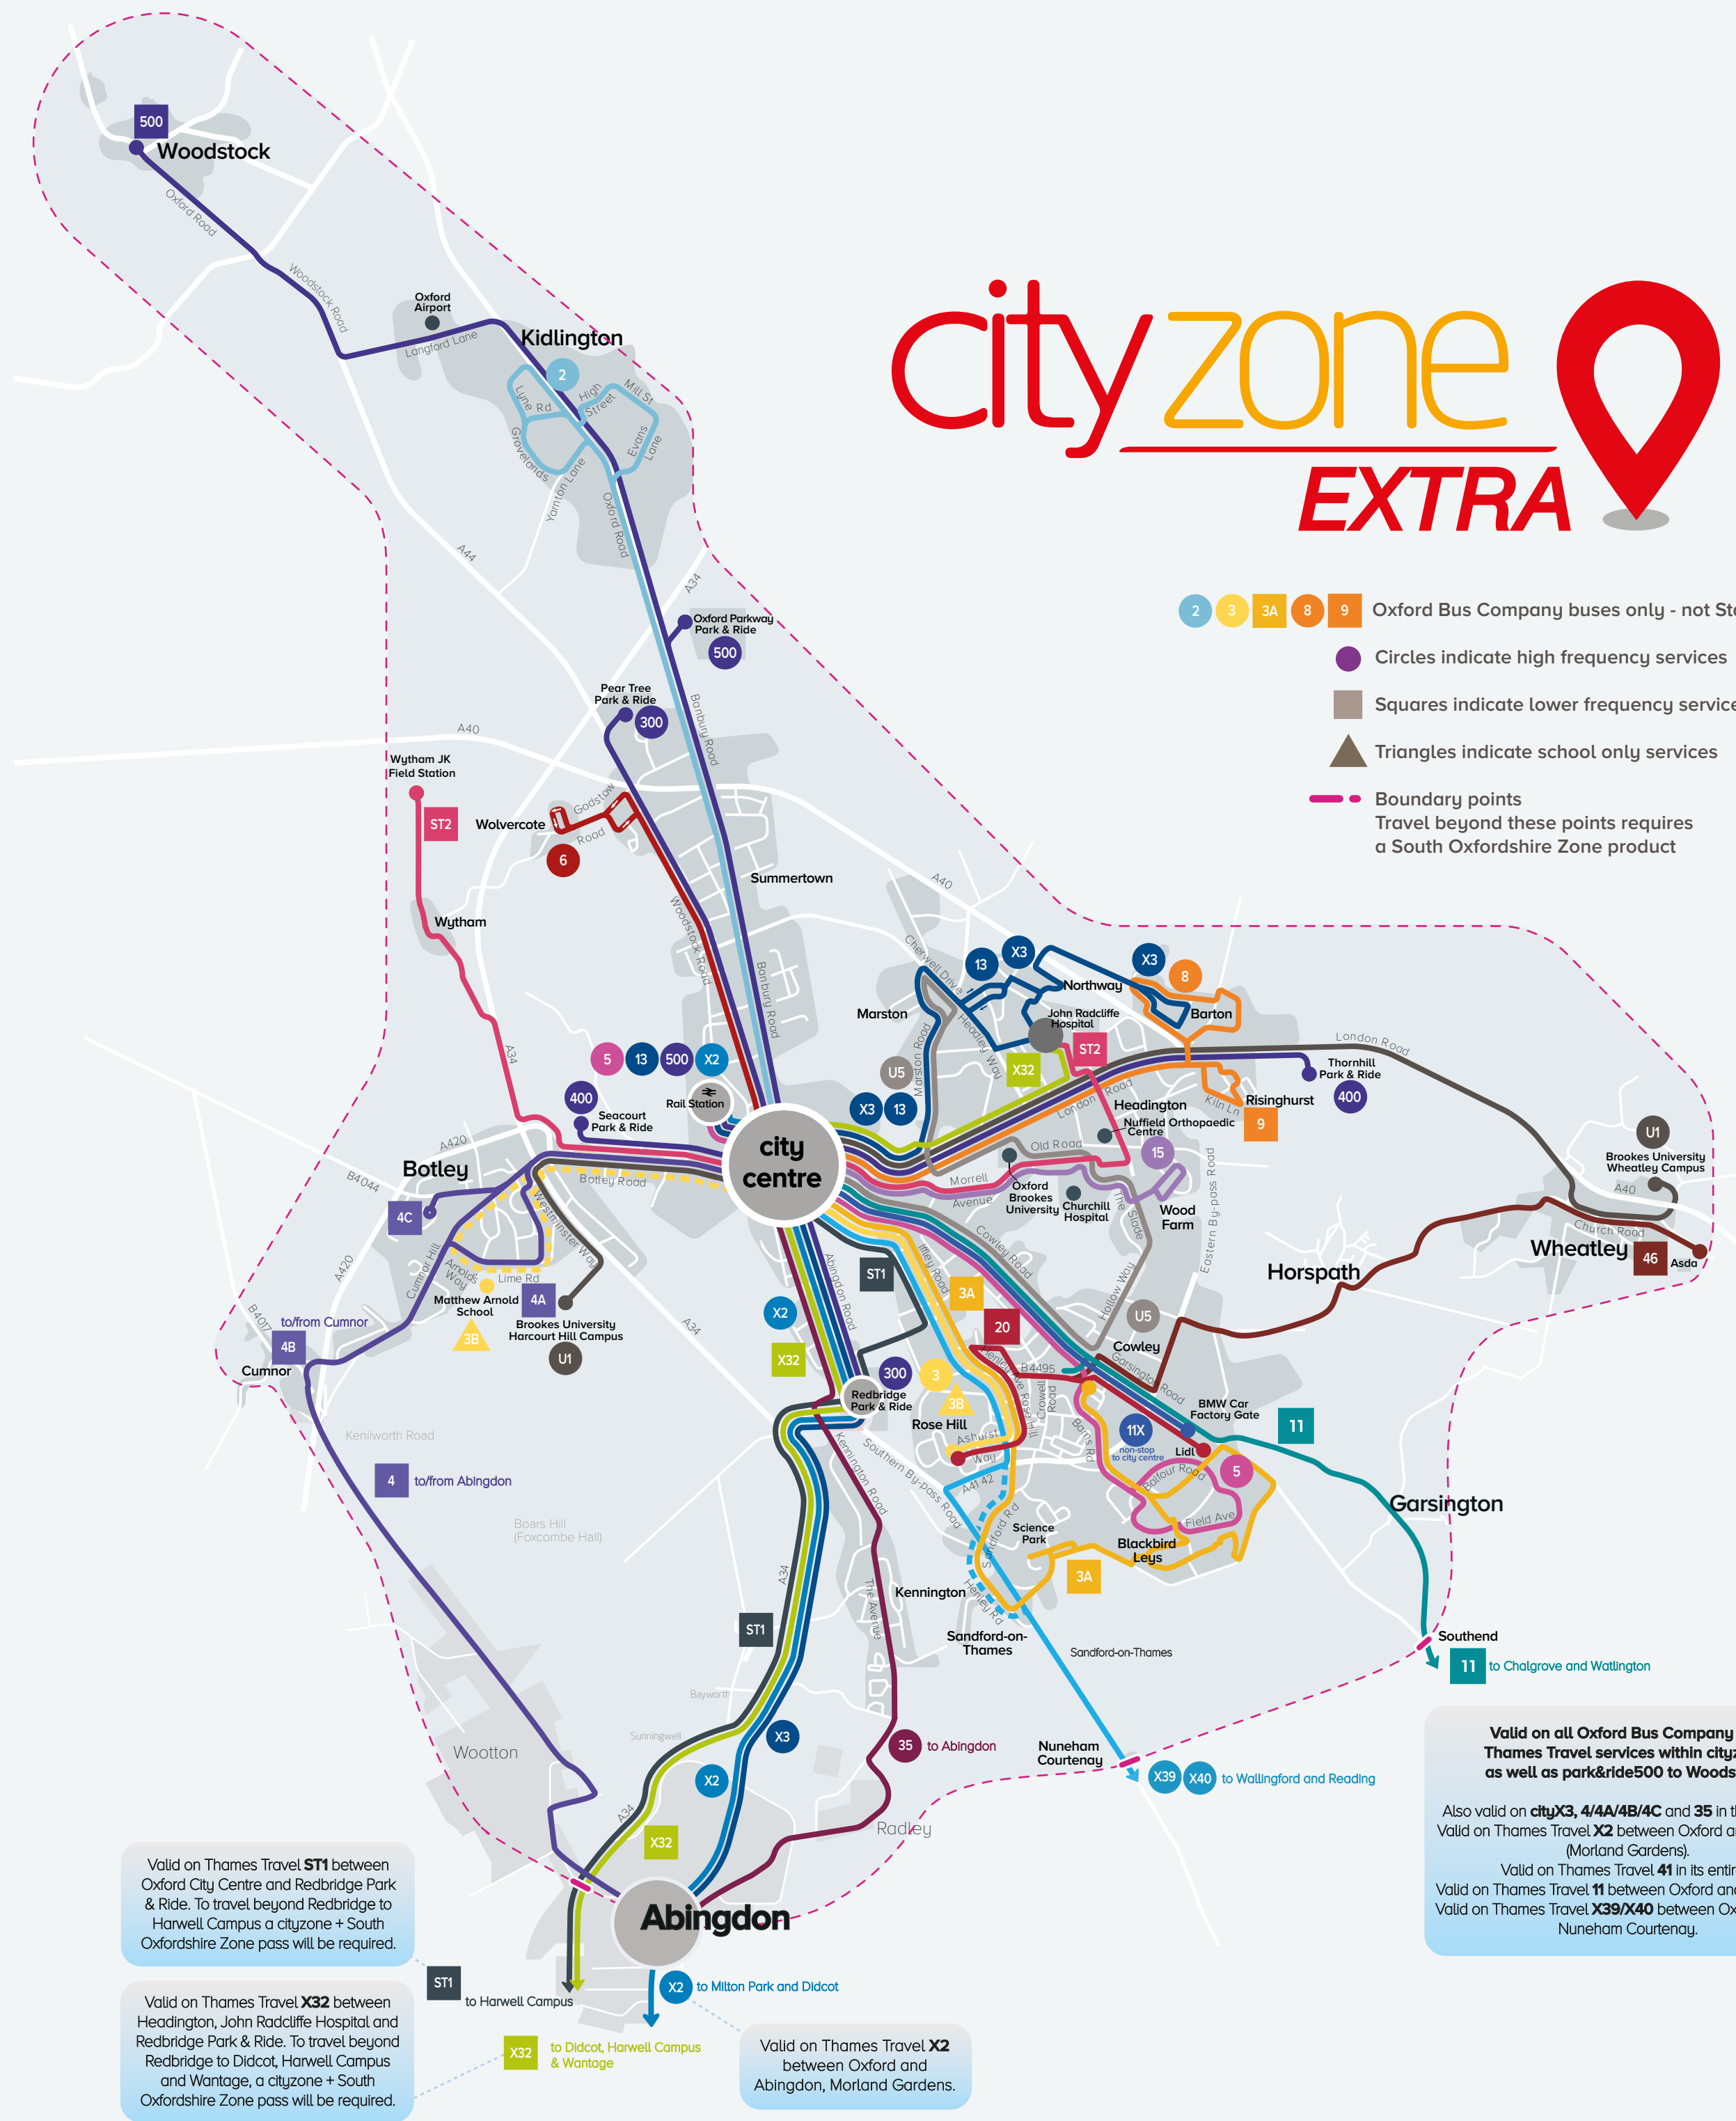 500
Woodstock
Oxford Road
Woodstock Road
Oxford
Airport
Langford Lane
Kidlington
2
Lyne Rd
High
Street
Mill St
Evans
Lane
Grovelands
Yarnton Lane
Oxford Road
A44
A34
cityzone
EXTRA
2 3 3A 8 9 Oxford Bus Company buses only - not
Circles indicate high frequency services
Squares indicate lower frequency
Triangles indicate school only services
Boundary points
Travel beyond these points requires
a South Oxfordshire Zone product
Oxford Parkway
Park & Ride
500
Pear Tree
Park & Ride
300
Banbury Road
A40
Wytham JK
Field Station
ST2
Wolvercote
Godstow
Road
6
Summertown
Wytham
Woodstock Road
Banbury Road
A34
A40
Cherwell Drive
13
X3
X3
8
Northway
Marston
Barton
John Radcliffe
Hospital
Headley Way
ST2
London Road
U5
Marston Road
X32
Thornhill
Park & Ride
400
5 13 500 X2
Rail Station
400
Seacourt
Park & Ride
X3 13
London Road
Headington
Kiln Ln
Risinghurst
9
Nuffield Orthopaedic
Centre
U1
Brookes University
Wheatley Campus
A40
city
centre
A420
Botley
B4044
Botley Road
Old Road
15
Morrell
Avenue
Oxford
Brookes
University
Churchill
Hospital
The Slade
Wood
Farm
Eastern By-pass Road
4C
Westminster Way
A420
Cumnor Hill
Arnolds
Way
Lime Rd
Matthew Arnold
School
3B
4A
Brookes University
Harcourt Hill Campus
U1
B4017
to/from Cumnor
4B
Cumnor
A34
Abingdon Road
ST1
Iffley Road
Cowley Road
Hollow Way
3A
20
U5
Cowley
Horspath
Church Road
Wheatley
46
Asda
X2
X32
300
3
3B
Redbridge
Park & Ride
Rose Hill
Henley Ave
Rose Hill
B4495
Crowell
Road
Garsington Road
BMW Car
Factory Gate
11
Barns Rd
11X
non-stop
to city centre
Lidl
5
Ashurst
Way
Balfour Road
Field Ave
Kenilworth Road
4
to/from Abingdon
Boars Hill
(Foxcombe Hall)
Kennington Road
Southern By-pass Road
A4142
Sandford Rd
Science
Park
Blackbird
Leys
Garsington
3A
Henley Rd
Kennington
The Avenue
A34
ST1
Sandford-on-
Thames
Sandford-on-Thames
Southend
11
to Chalgrove and Watlington
Bayworth
Sunningwell
Wootton
X3
35
to Abingdon
X2
Nuneham
Courtenay
X39 X40 to Wallingford and Reading
A34
X32
Radley
Abingdon
Valid on all Oxford Bus Company
Thames Travel services within
as well as park&ride500 to
Also valid on cityX3, 4/4A/4B/4C and 35 in
Valid on Thames Travel X2 between Oxford
(Morland Gardens).
Valid on Thames Travel 41 in its
Valid on Thames Travel 11 between Oxford
Valid on Thames Travel X39/X40 between
Nuneham Courtenay.
Valid on Thames Travel ST1 between
Oxford City Centre and Redbridge Park
& Ride. To travel beyond Redbridge to
Harwell Campus a cityzone + South
Oxfordshire Zone pass will be required.
ST1
to Harwell Campus
X2
to Milton Park and Didcot
Valid on Thames Travel X32 between
Headington, John Radcliffe Hospital and
Redbridge Park & Ride. To travel beyond
Redbridge to Didcot, Harwell Campus
and Wantage, a cityzone + South
Oxfordshire Zone pass will be required.
X32
to Didcot, Harwell Campus
& Wantage
Valid on Thames Travel X2
between Oxford and
Abingdon, Morland Gardens.